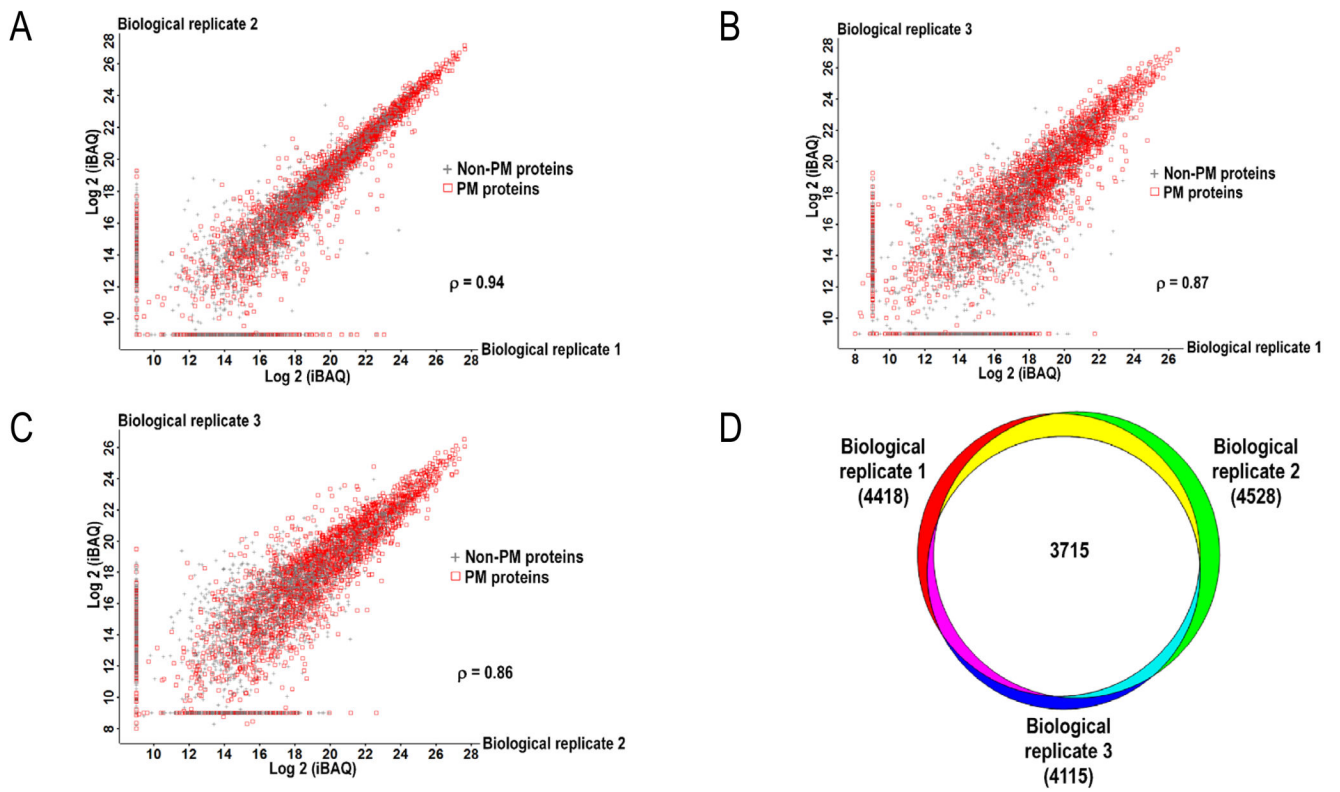 A
Biological replicate 2
28
26
24
22
20
18
16
14
12
10
Log 2 (iBAQ)
Non-PM proteins
PM proteins
ρ = 0.94
10 12 14 16 18 20 22 24 26 28
Biological replicate 1
Log 2 (iBAQ)
B
Biological replicate 3
28
26
24
22
20
18
16
14
12
10
Log 2 (iBAQ)
Non-PM proteins
PM proteins
ρ = 0.87
8 10 12 14 16 18 20 22 24 26
Biological replicate 1
Log 2 (iBAQ)
C
Biological replicate 3
26
24
22
20
18
16
14
12
10
8
Log 2 (iBAQ)
Non-PM proteins
PM proteins
ρ = 0.86
10 12 14 16 18 20 22 24 26 28
Biological replicate 2
Log 2 (iBAQ)
D
Biological
replicate 1
(4418)
Biological
replicate 2
(4528)
3715
Biological
replicate 3
(4115)